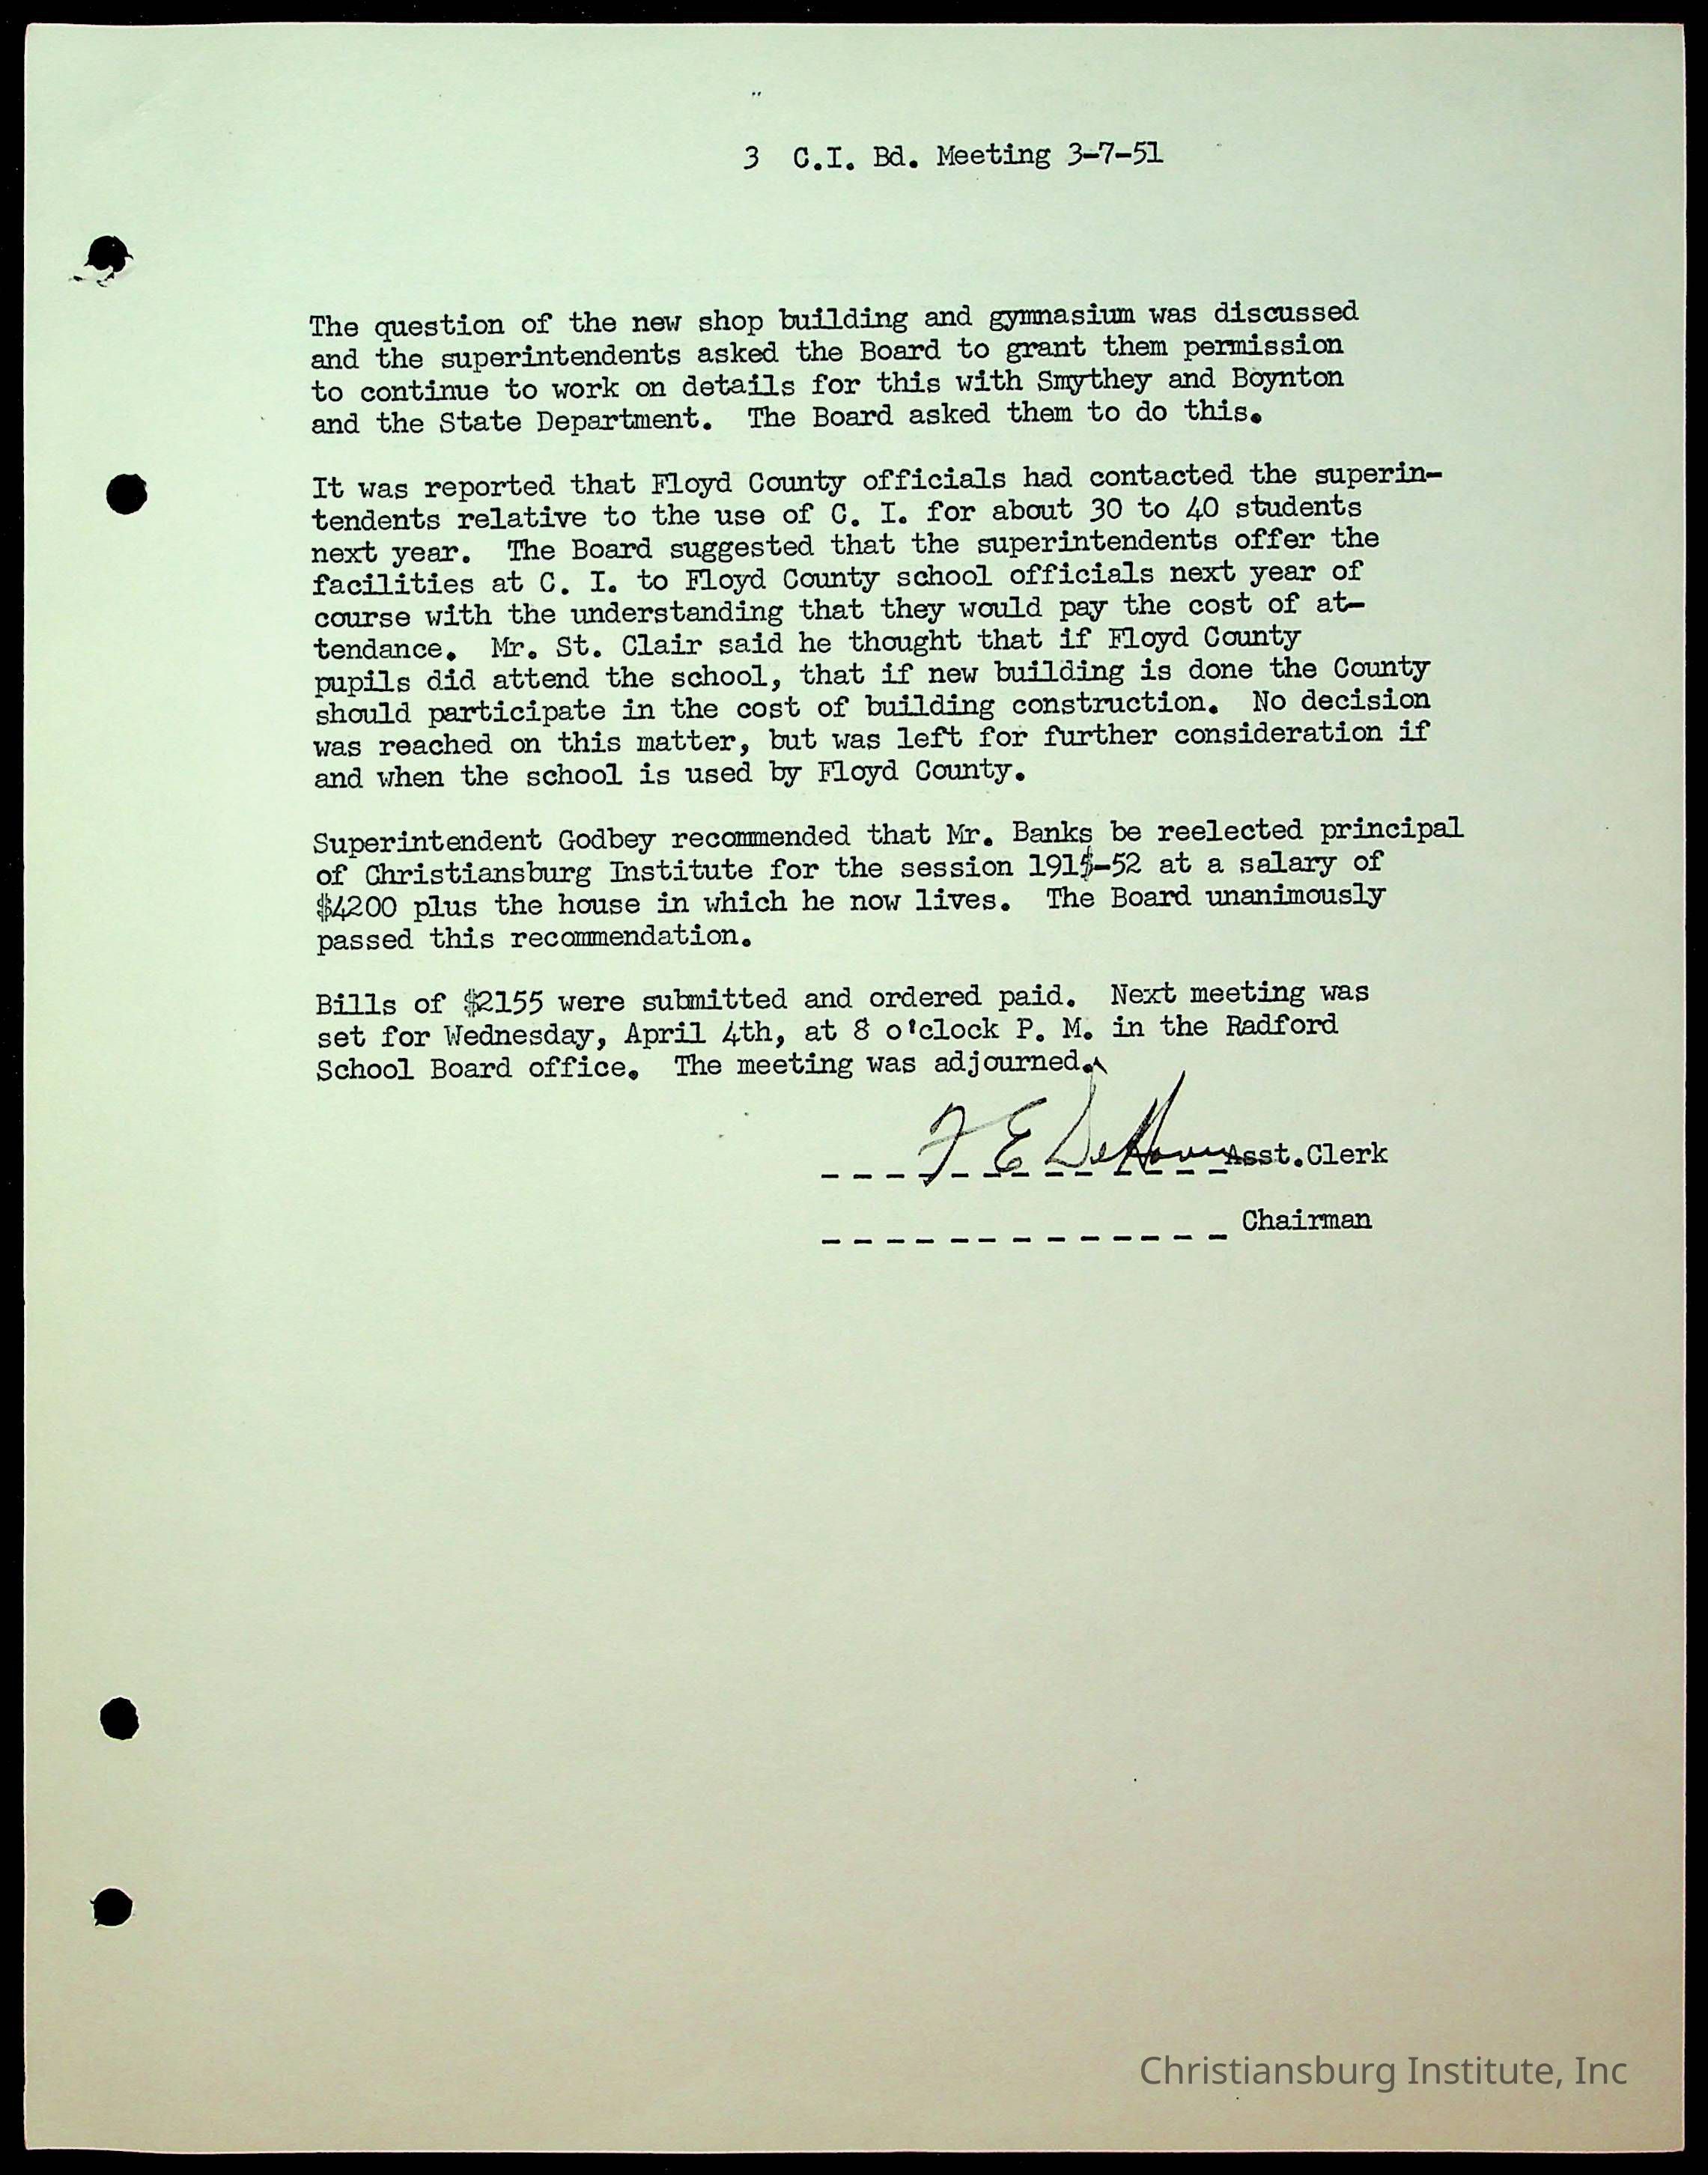 3 C.I. Bd. Meeting 3-7-51
The question of the new shop building and gymnasium was discussed
and the superintendents asked the Board to grant them permission
to continue to work on details for this with Smythey and Boynton
and the State Department. The Board asked them to do this.
It was reported that Floyd County officials had contacted the superin-
tendents relative to the use of C. I. for about 30 to 40 students
next year. The Board suggested that the superintendents offer the
facilities at C. I. to Floyd County school officials next year of
course with the understanding that they would pay the cost of at-
tendance. Mr. St. Clair said he thought that if Floyd County
pupils did attend the school, that if new building is done the County
should participate in the cost of building construction. No decision
was reached on this matter, but was left for further consideration if
and when the school is used by Floyd County.
Superintendent Godbey recommended that Mr. Banks be reelected principal
of Christiansburg Institute for the session 1915-52 at a salary of
$4200 plus the house in which he now lives. The Board unanimously
passed this recommendation.
Bills of $2155 were submitted and ordered paid. Next meeting was
set for Wednesday, April 4th, at 8 o'clock P. M. in the Radford
School Board office. The meeting was adjourned.
F E Asst.Clerk
Chairman
Christiansburg Institute, Inc